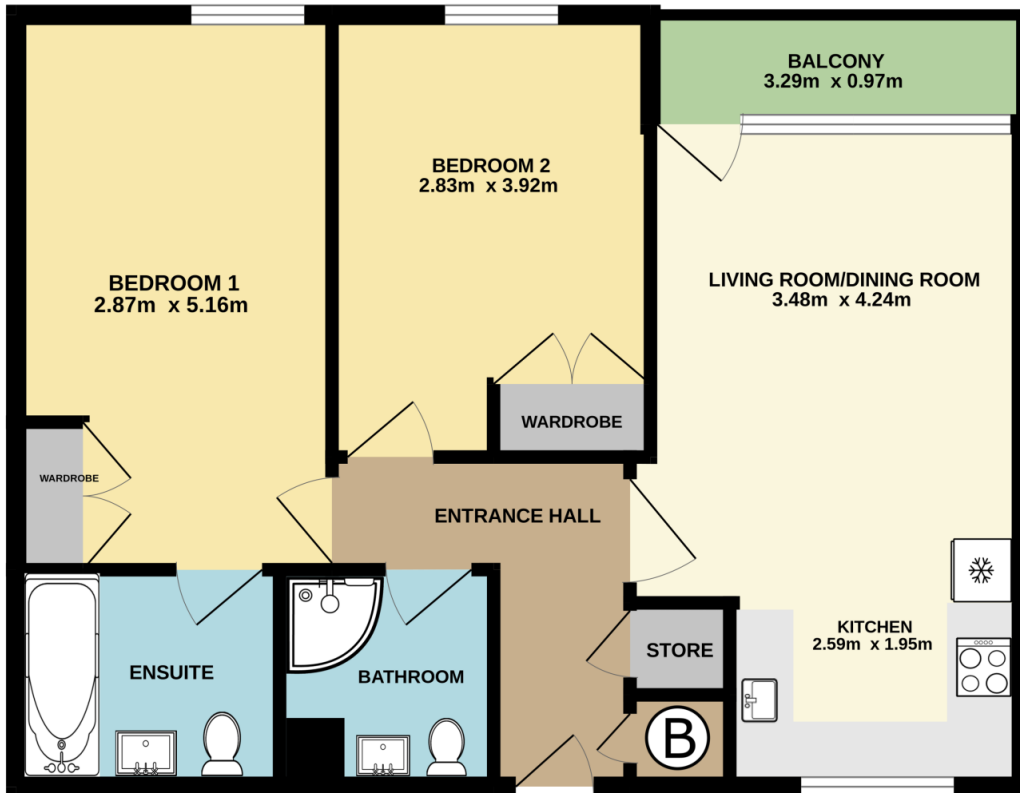 BALCONY
3.29m x 0.97m
BEDROOM 2
2.83m x 3.92m
BEDROOM 1
2.87m x 5.16m
LIVING ROOM/DINING ROOM
3.48m x 4.24m
WARDROBE
WARDROBE
ENTRANCE HALL
KITCHEN
2.59m x 1.95m
STORE
ENSUITE
BATHROOM
B